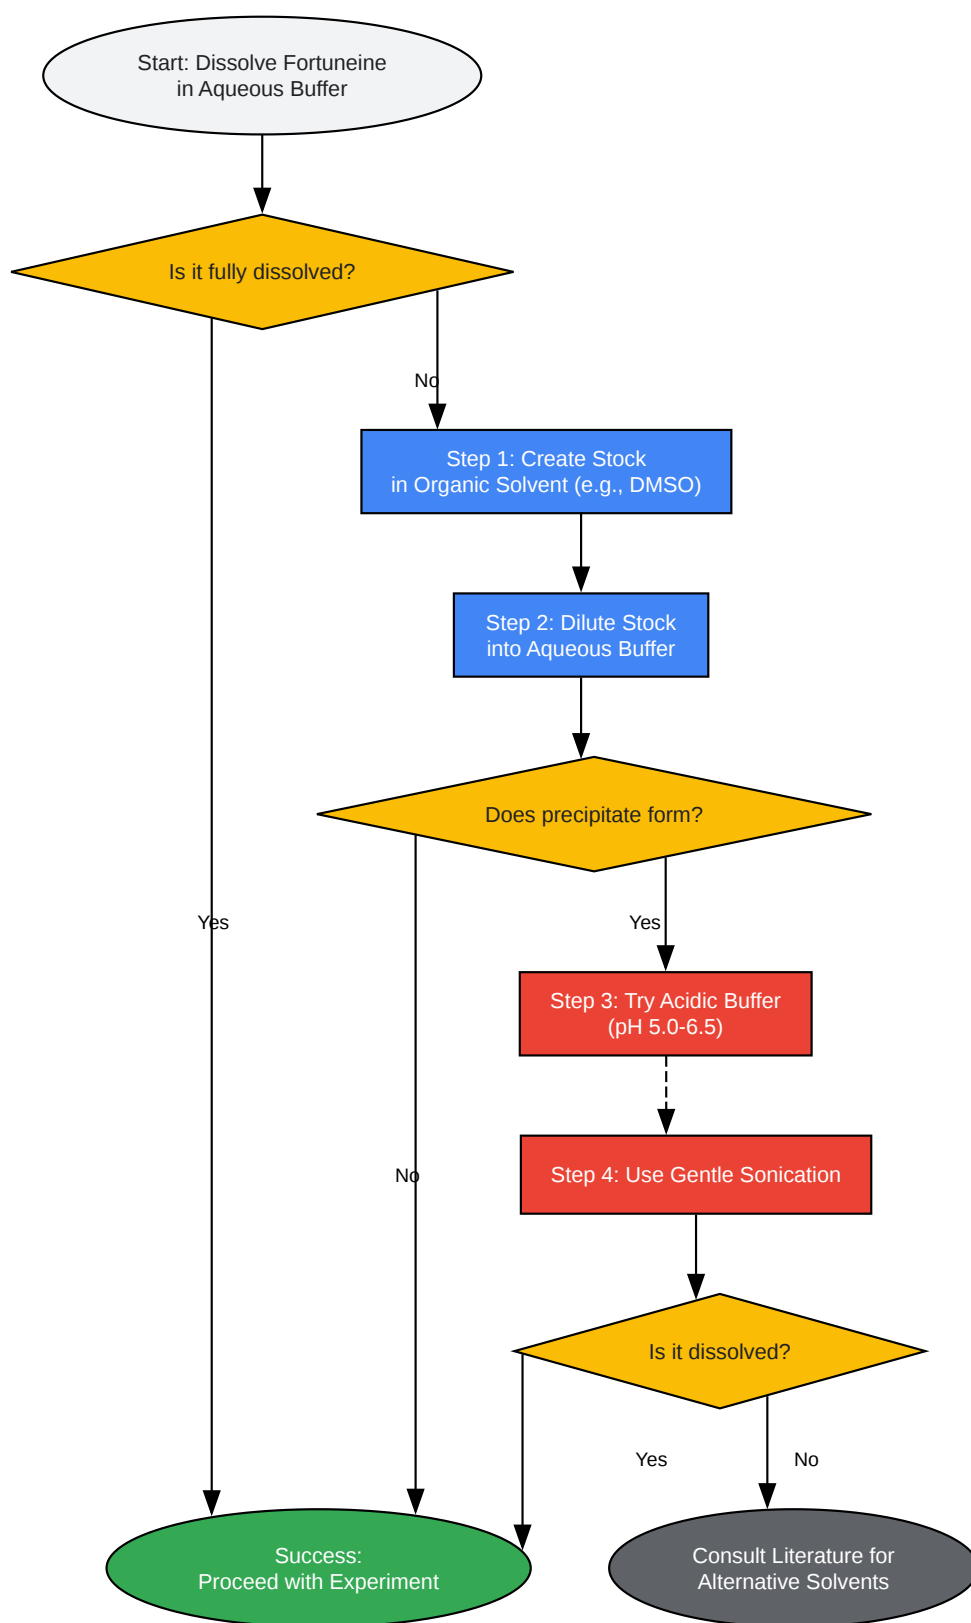 Start: Dissolve Fortuneine
in Aqueous Buffer
Is it fully dissolved?
No
Step 1: Create Stock
in Organic Solvent (e.g., DMSO)
Step 2: Dilute Stock
into Aqueous Buffer
Does precipitate form?
Yes
Yes
Step 3: Try Acidic Buffer
(pH 5.0-6.5)
No
Step 4: Use Gentle Sonication
Is it dissolved?
Yes
No
Success:
Proceed with Experiment
Consult Literature for
Alternative Solvents